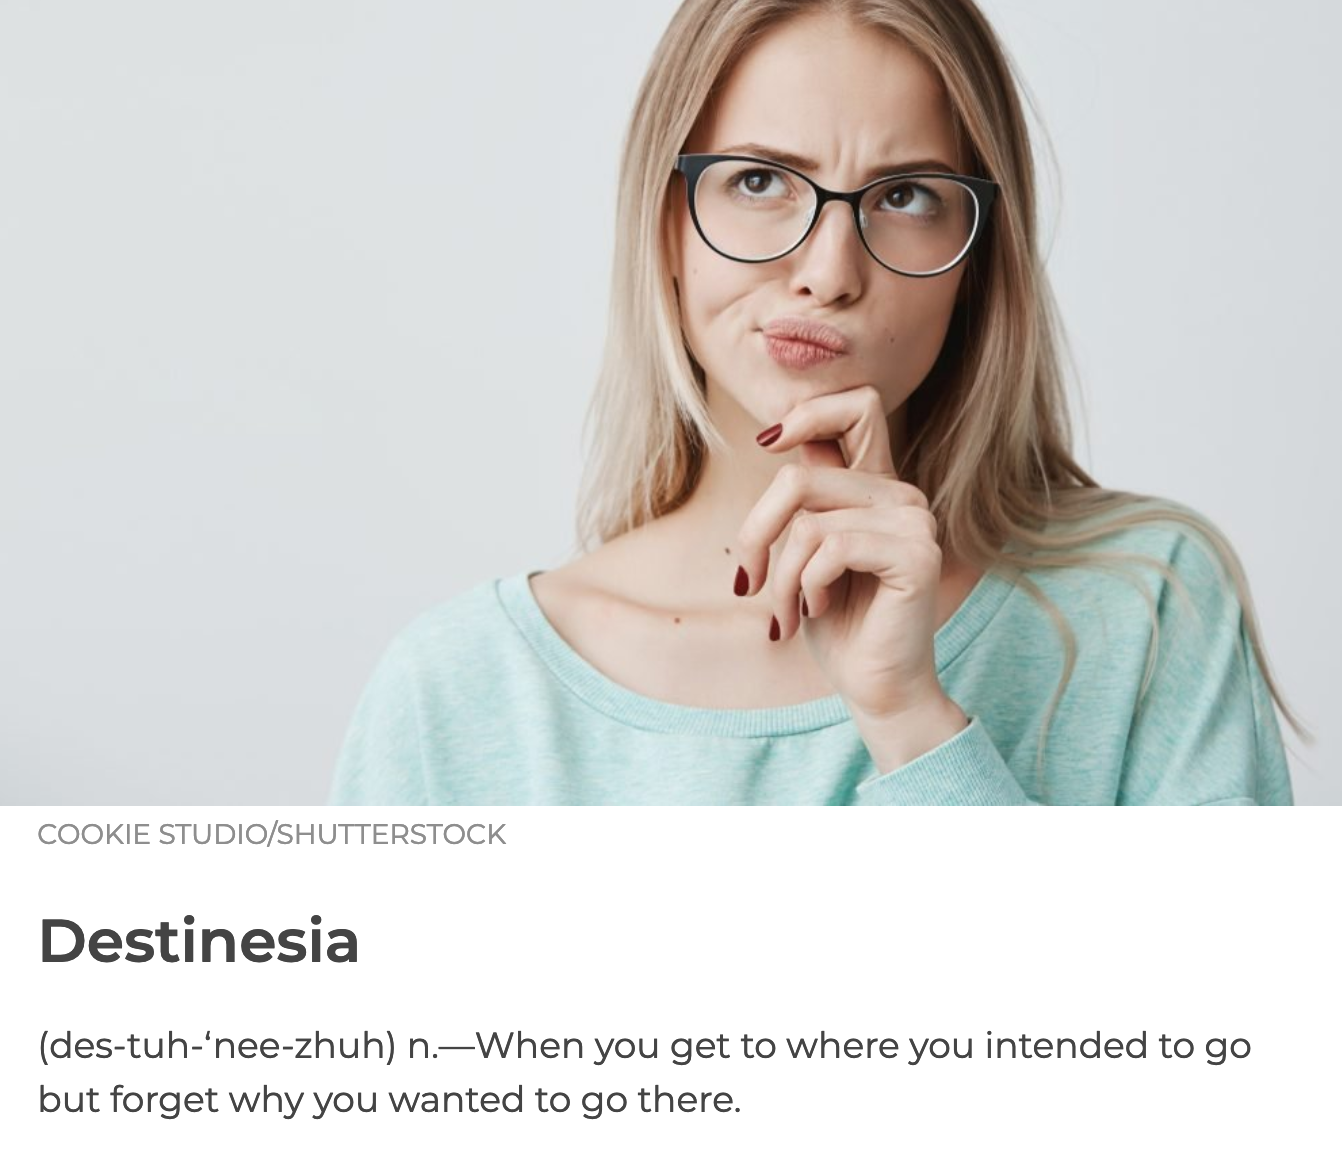 COOKIE STUDIO/SHUTTERSTOCK
Destinesia
(des-tuh-‘nee-zhuh) n.—When you get to where you intended to go
but forget why you wanted to go there.